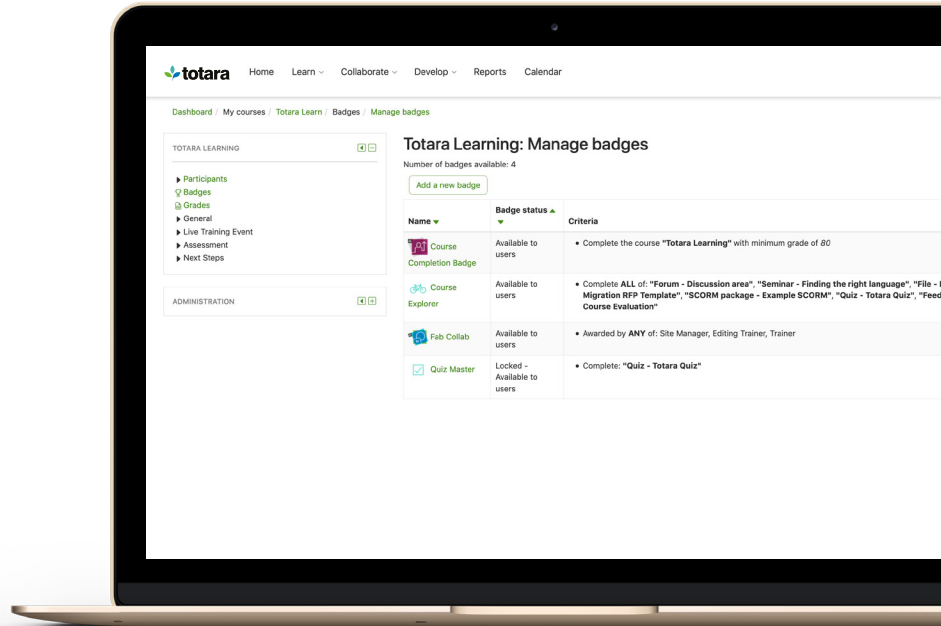 totara
Home Learn Collaborate Develop Reports Calendar
Dashboard / My courses / Totara Learn / Badges / Manage badges
TOTARA LEARNING
Participants
Badges
Grades
General
Live Training Event
Assessment
Next Steps
ADMINISTRATION
Totara Learning: Manage badges
Number of badges available: 4
Add a new badge
Name
Badge status
Criteria
Course
Completion Badge
Available to
users
• Complete the course "Totara Learning" with minimum grade of 80
Course
Explorer
Available to
users
• Complete ALL of: "Forum - Discussion area", "Seminar - Finding the right language", "File -
Migration RFP Template", "SCORM package - Example SCORM", "Quiz - Totara Quiz", "Feed
Course Evaluation"
Fab Collab
Available to
users
• Awarded by ANY of: Site Manager, Editing Trainer, Trainer
Quiz Master
Locked -
Available to
users
• Complete: "Quiz - Totara Quiz"